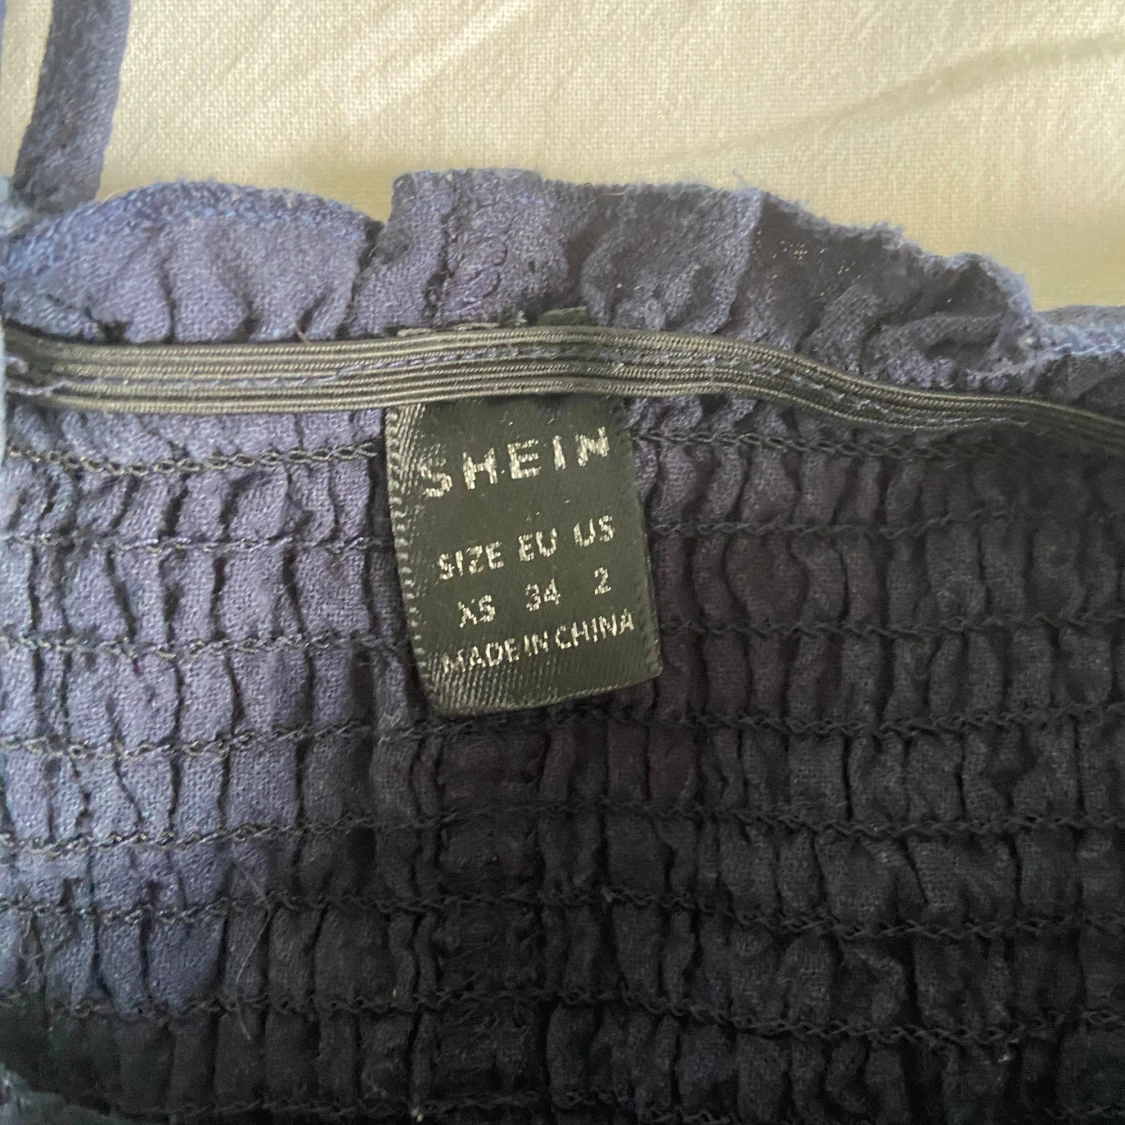 SHEIN
SIZE EU US
XS 34 2
MADE IN CHINA